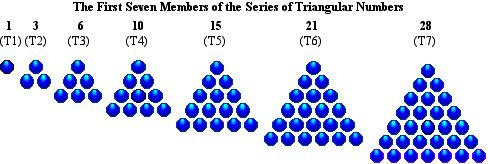 The First Seven Members of the Series of Triangular Numbers
1 3 6 10 15 21 28
(T1) (T2) (T3) (T4) (T5) (T6) (T7)